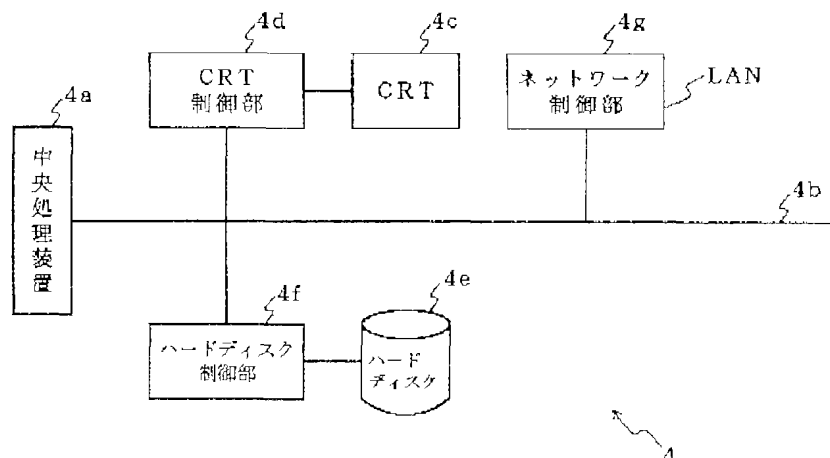 4d
4c
4g
CRT
制御部
CRT
ネットワーク
制御部
LAN
4a
中央処理装置
4b
4f
4e
ハードディスク
制御部
ハード
ディスク
4